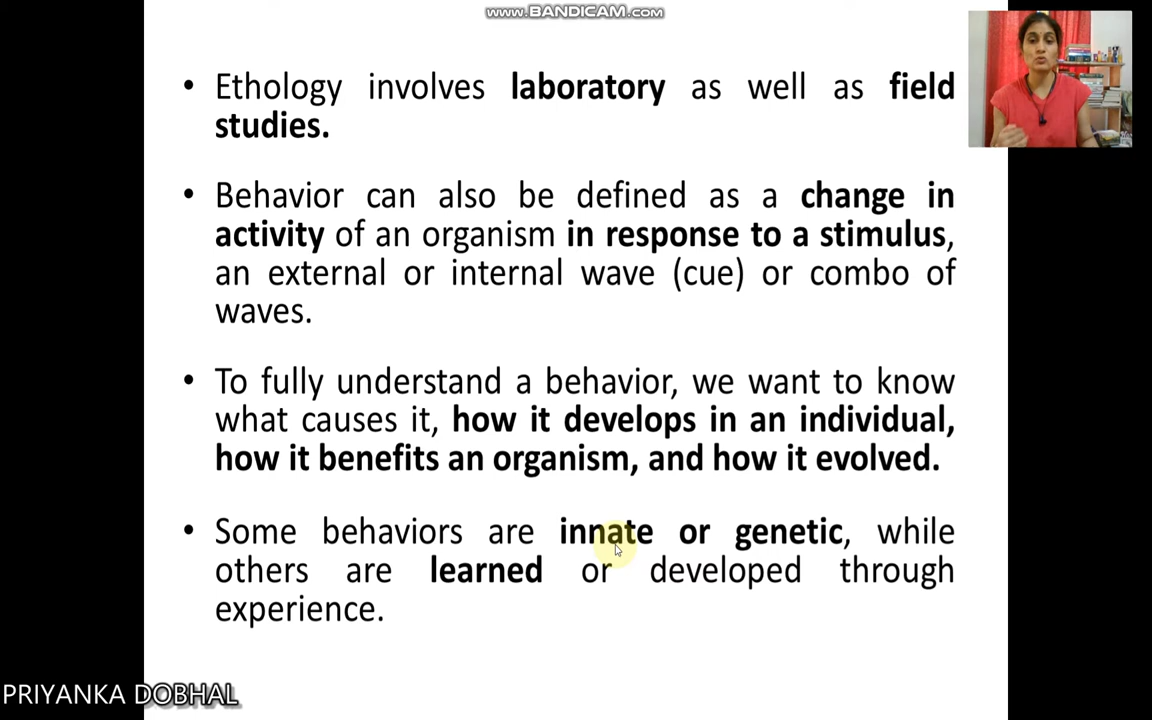 www.BANDICAM.com
• Ethology involves laboratory as well as field
studies.
• Behavior can also be defined as a change in
activity of an organism in response to a stimulus,
an external or internal wave (cue) or combo of
waves.
• To fully understand a behavior, we want to know
what causes it, how it develops in an individual,
how it benefits an organism, and how it evolved.
• Some behaviors are innate or genetic, while
others are learned or developed through
experience.
PRIYANKA DOBHAL